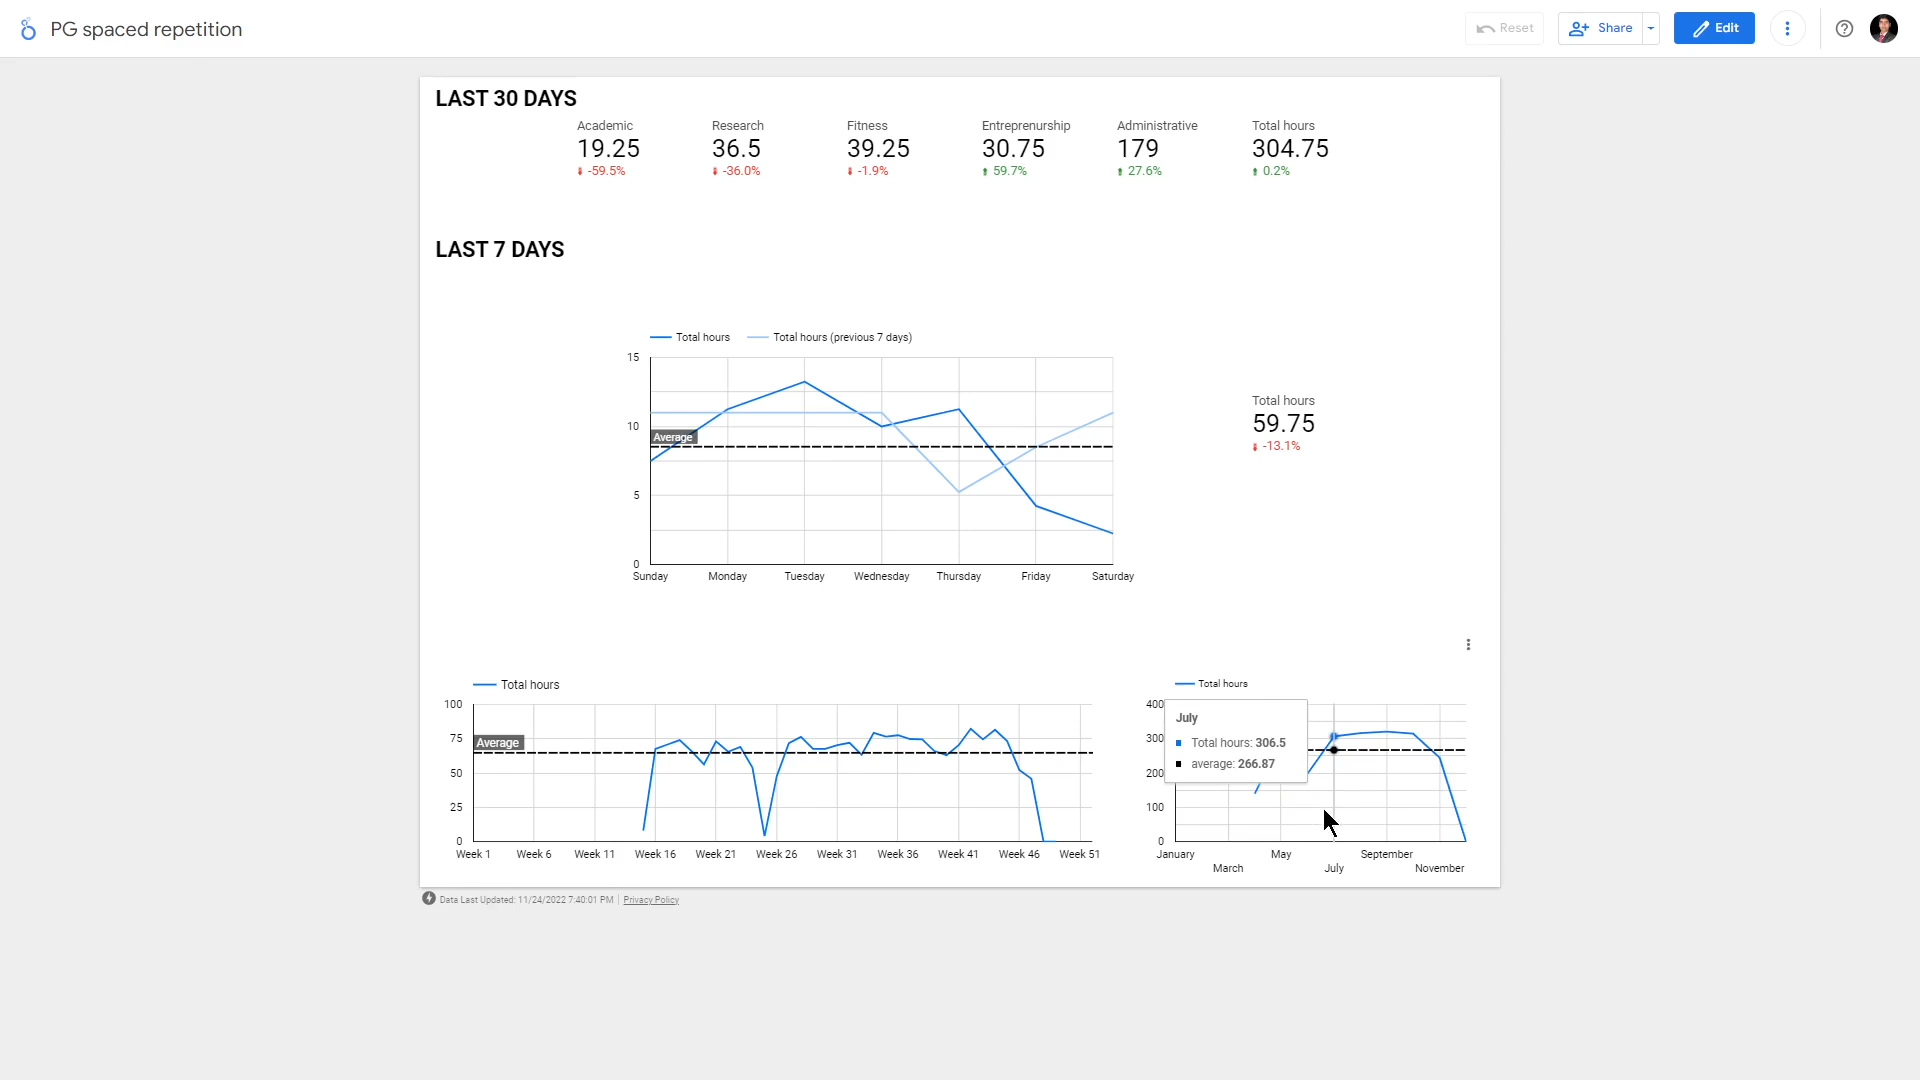 PG spaced repetition
Reset
Share
Edit
LAST 30 DAYS
Academic Research Fitness Entreprenurship Administrative Total hours
19.25 36.5 39.25 30.75 179 304.75
-59.5% -36.0% -1.9% 59.7% 27.6% 0.2%
LAST 7 DAYS
Total hours Total hours (previous 7 days)
15
10
5
0
Average
Sunday Monday Tuesday Wednesday Thursday Friday Saturday
Total hours
59.75
-13.1%
Total hours
100
75
50
25
0
Average
Week 1 Week 6 Week 11 Week 16 Week 21 Week 26 Week 31 Week 36 Week 41 Week 46 Week 51
Total hours
400
300
200
100
0
July
Total hours: 306.5
average: 266.87
January May September
March July November
Data Last Updated: 11/24/2022 7:40:01 PM | Privacy Policy